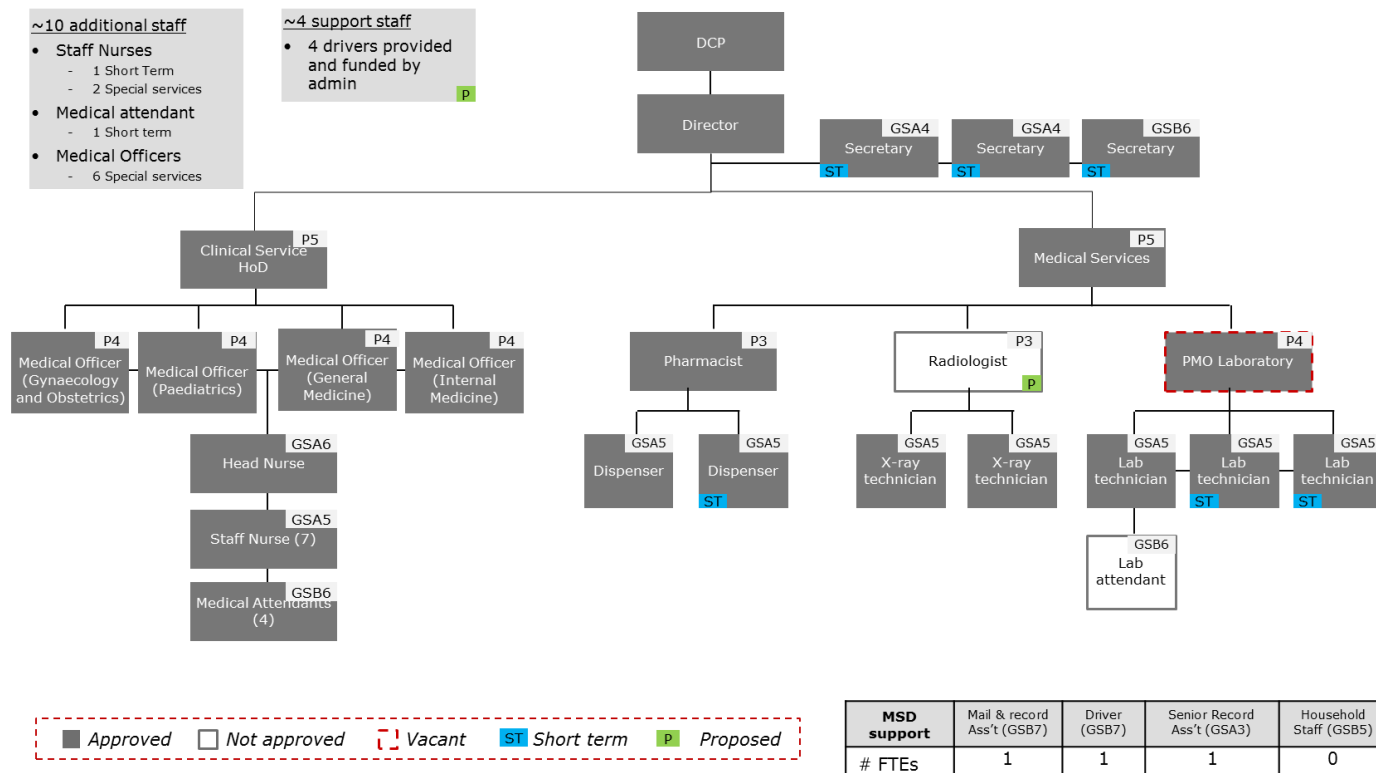 ~10 additional staff
• Staff Nurses
- 1 Short Term
- 2 Special services
• Medical attendant
- 1 Short term
• Medical Officers
- 6 Special services
~4 support staff
• 4 drivers provided
and funded by
admin
P
DCP
Director
GSA4
Secretary
ST
GSA4
Secretary
ST
GSB6
Secretary
ST
P5
Clinical Service
HoD
P5
Medical Services
P4
Medical Officer
(Gynaecology
and Obstetrics)
P4
Medical Officer
(Paediatrics)
P4
Medical Officer
(General
Medicine)
P4
Medical Officer
(Internal
Medicine)
P3
Pharmacist
P3
Radiologist
P
P4
PMO Laboratory
GSA6
Head Nurse
GSA5
Staff Nurse (7)
GSB6
Medical Attendants
(4)
GSA5
Dispenser
GSA5
Dispenser
ST
GSA5
X-ray
technician
GSA5
X-ray
technician
GSA5
Lab
technician
GSA5
Lab
technician
ST
GSA5
Lab
technician
ST
GSB6
Lab
attendant
Approved
Not approved
Vacant
ST Short term
P Proposed
MSD
support
Mail & record
Ass't (GSB7)
Driver
(GSB7)
Senior Record
Ass't (GSA3)
Household
Staff (GSB5)
# FTEs 1 1 1 0